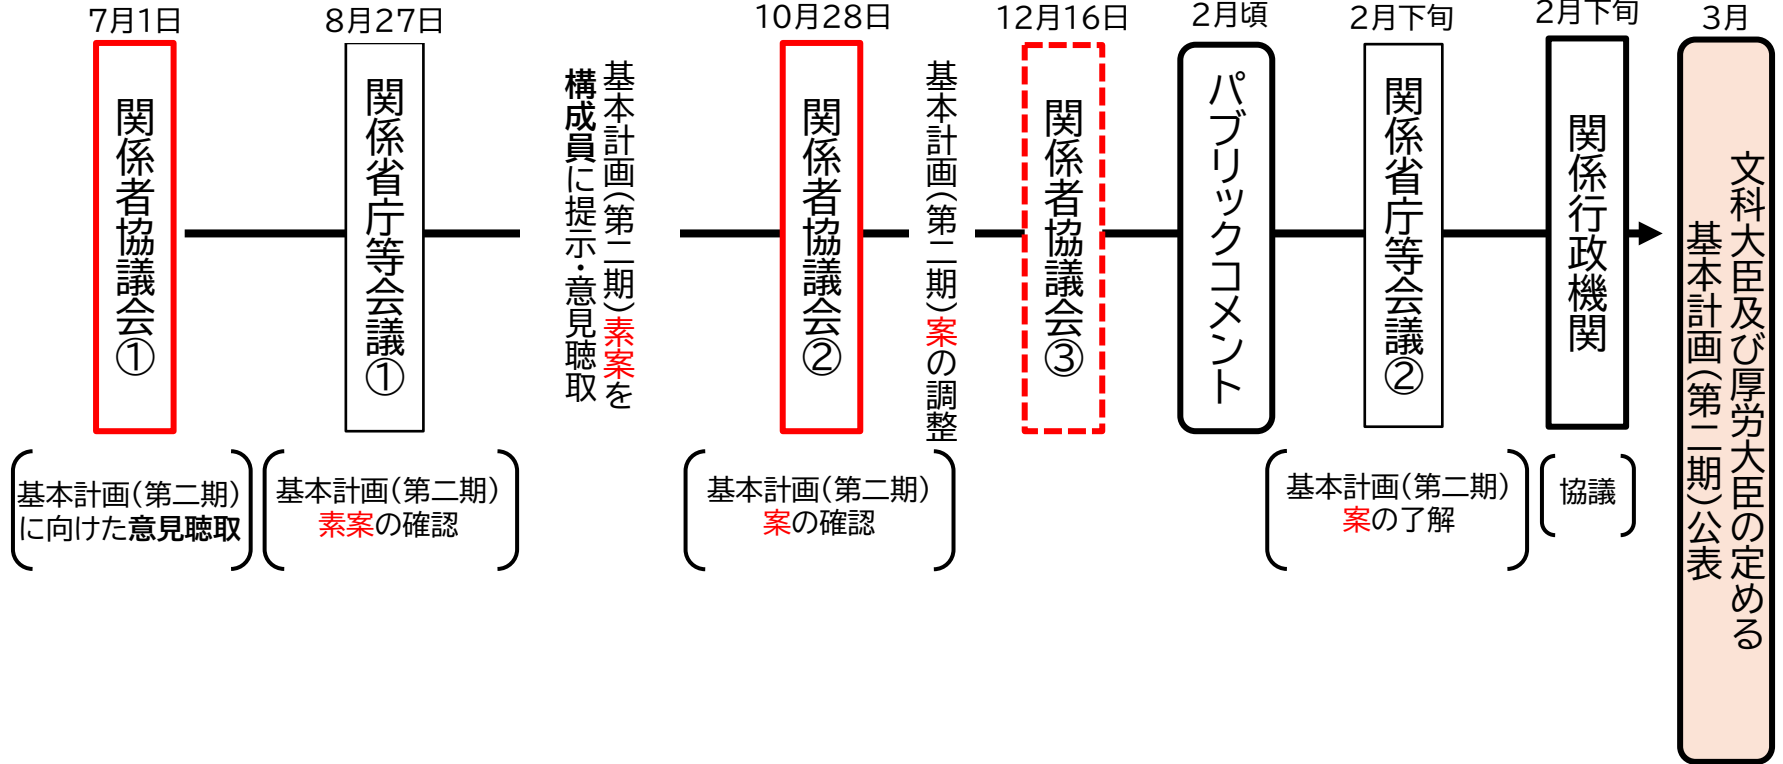 7月1日
関係者協議会①
基本計画(第二期)
に向けた意見聴取
8月27日
関係省庁等会議①
基本計画(第二期)
素案の確認
基本計画(第二期)素案を
構成員に提示・意見聴取
10月28日
関係者協議会②
基本計画(第二期)
案の確認
基本計画(第二期)案の調整
12月16日
関係者協議会③
2月頃
パブリックコメント
2月下旬
関係省庁等会議②
基本計画(第二期)
案の了解
2月下旬
関係行政機関
協議
3月
文科大臣及び厚労大臣の定める
基本計画(第二期)公表